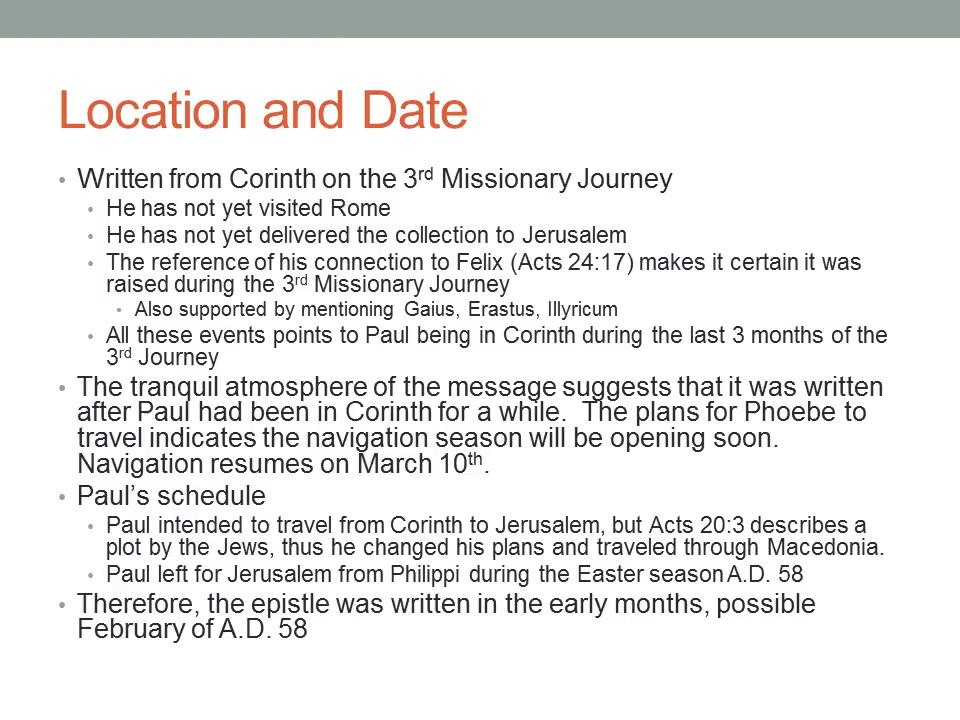 Location and Date
• Written from Corinth on the 3rd Missionary Journey
• He has not yet visited Rome
• He has not yet delivered the collection to Jerusalem
• The reference of his connection to Felix (Acts 24:17) makes it certain it was
raised during the 3rd Missionary Journey
• Also supported by mentioning Gaius, Erastus, Illyricum
• All these events points to Paul being in Corinth during the last 3 months of the
3rd Journey
• The tranquil atmosphere of the message suggests that it was written
after Paul had been in Corinth for a while. The plans for Phoebe to
travel indicates the navigation season will be opening soon.
Navigation resumes on March 10th.
• Paul’s schedule
• Paul intended to travel from Corinth to Jerusalem, but Acts 20:3 describes a
plot by the Jews, thus he changed his plans and traveled through Macedonia.
• Paul left for Jerusalem from Philippi during the Easter season A.D. 58
• Therefore, the epistle was written in the early months, possible
February of A.D. 58